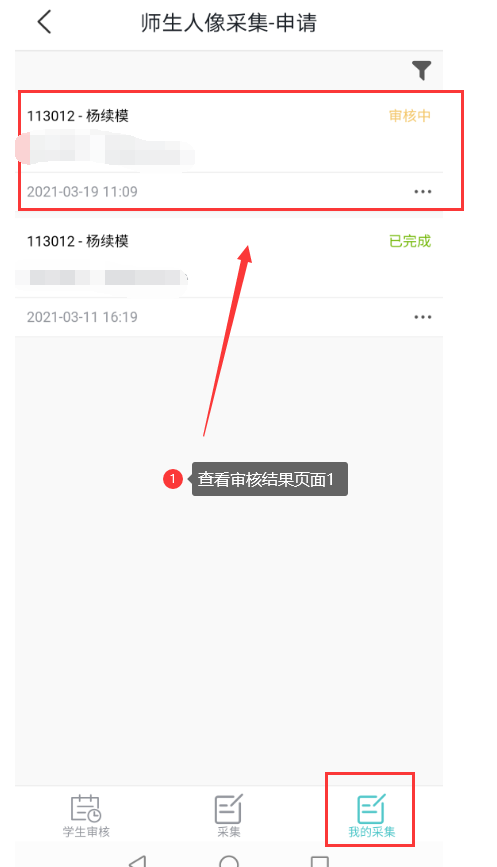 师生人像采集-申请
113012 - 杨续模
审核中
2021-03-19 11:09
113012 - 杨续模
已完成
2021-03-11 16:19
1
查看审核结果页面1
学生审核
采集
我的采集